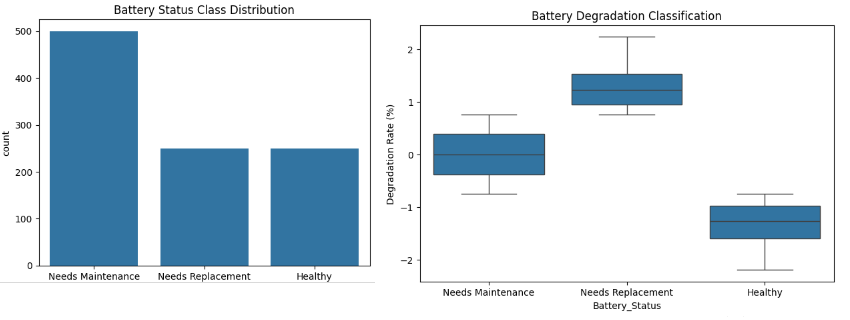 Battery Status Class Distribution
count
500
400
300
200
100
0
Needs Maintenance Needs Replacement Healthy
Battery Degradation Classification
Degradation Rate (%)
2
1
0
−1
−2
Needs Maintenance Needs Replacement Healthy
Battery_Status